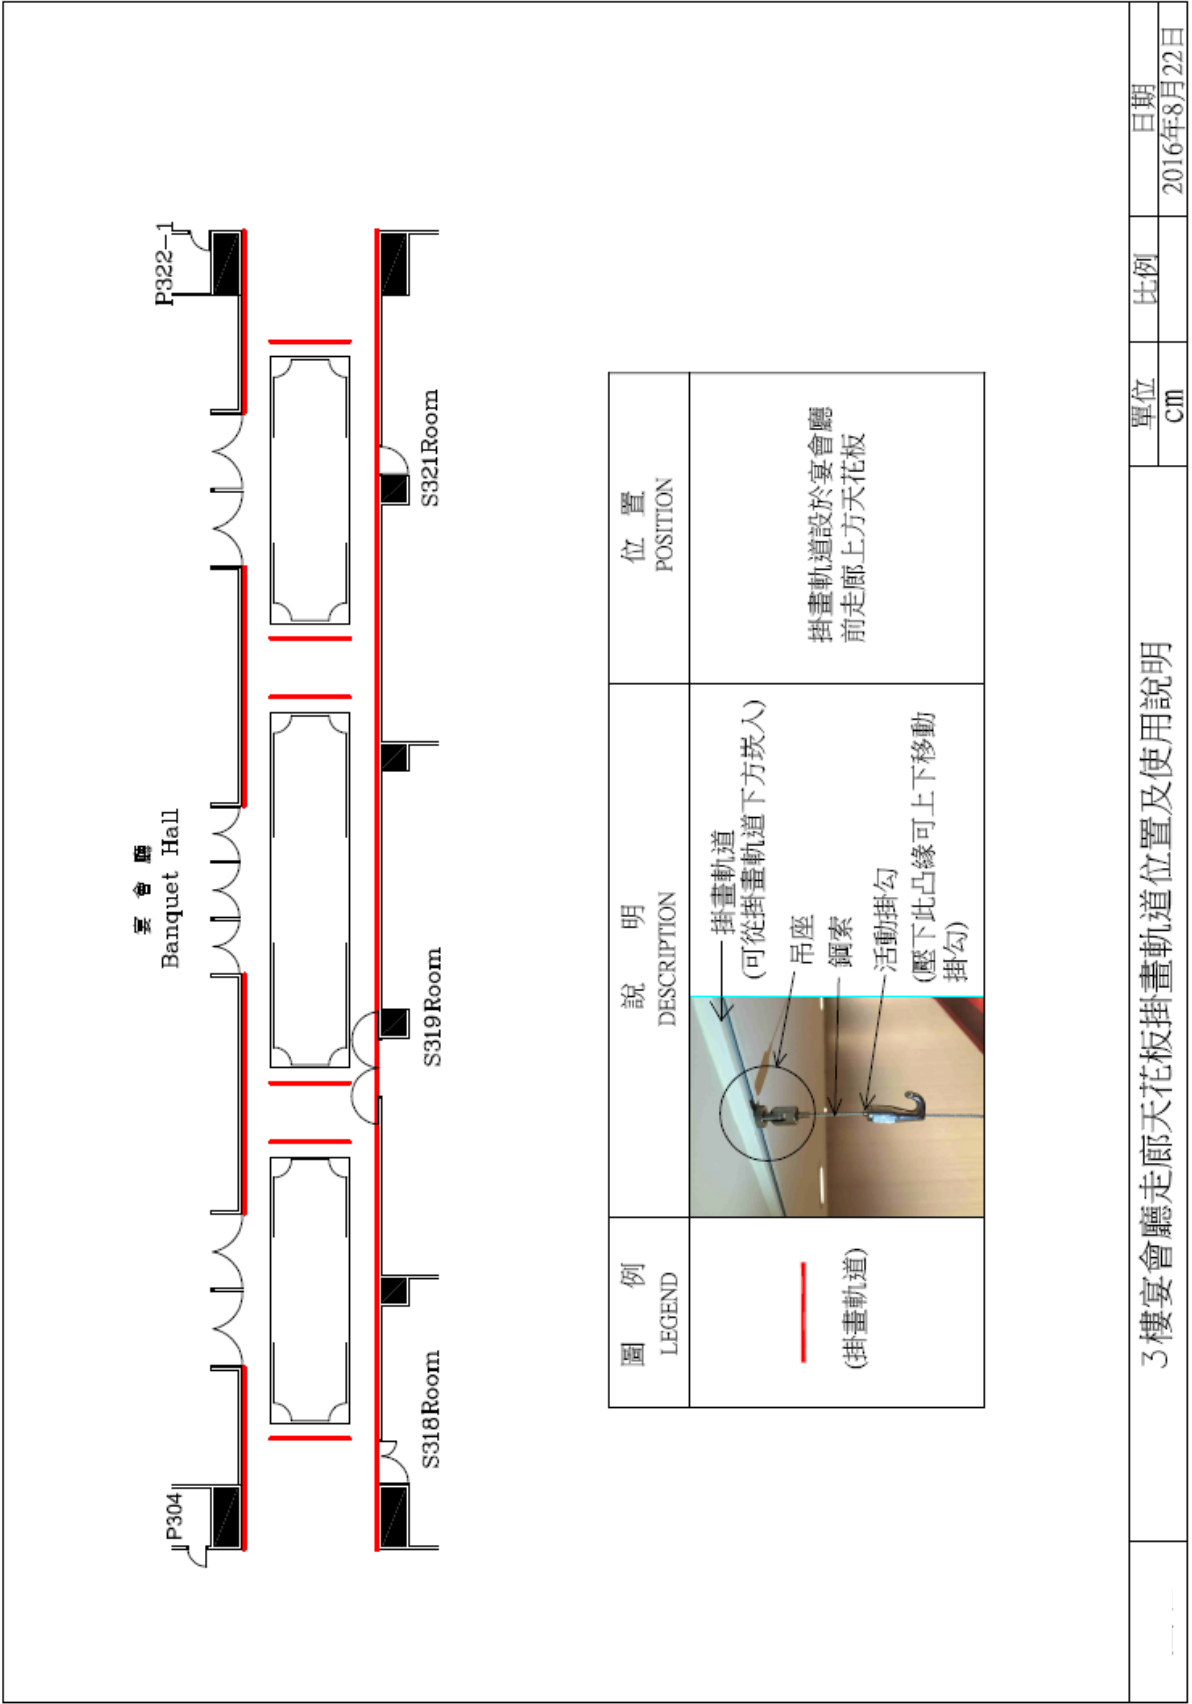 宴會廳
Banquet Hall
P304
P322-1
S318Room
S319Room
S321Room
圖 例
LEGEND
說 明
DESCRIPTION
位 置
POSITION
(掛畫軌道)
掛畫軌道
(可從掛畫軌道下方崁入)
吊座
鋼索
活動掛勾
(壓下此凸緣可上下移動
掛勾)
掛畫軌道設於宴會廳
前走廊上方天花板
3樓宴會廳走廊天花板掛畫軌道位置及使用說明
單位
cm
比例
日期
2016年8月22日